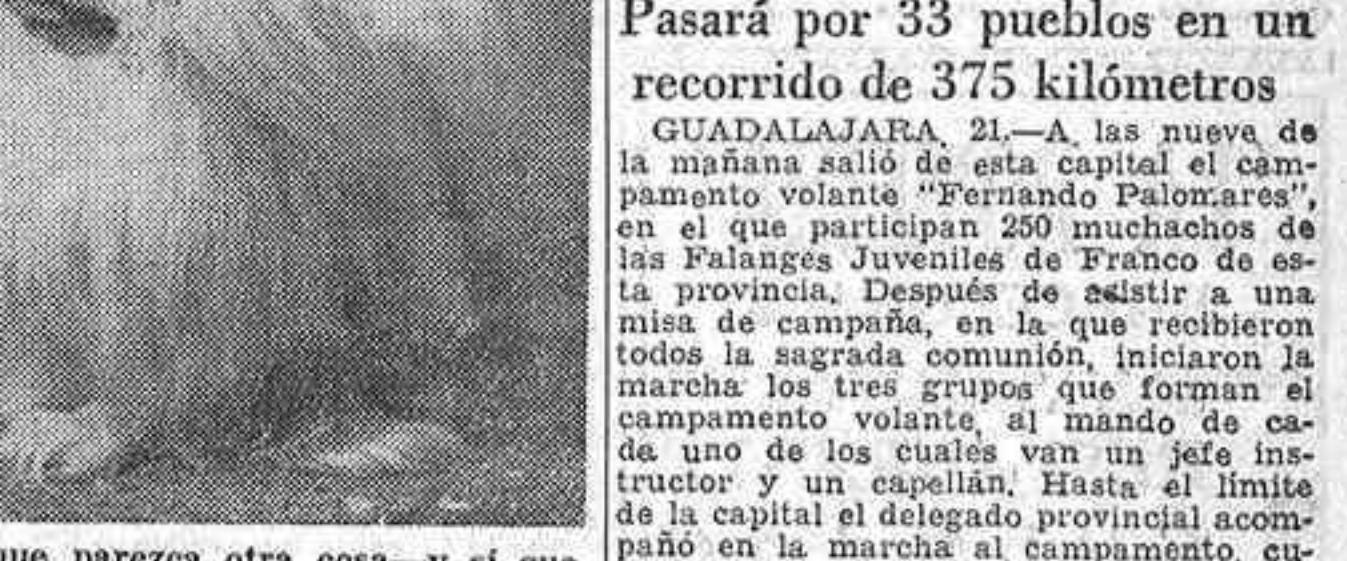 Pasará por 33 pueblos en un
recorrido de 375 kilómetros
GUADALAJARA, 21.—A las nueve de
la mañana salió de esta capital el cam-
pamento volante "Fernando Palomares",
en el que participan 250 muchachos de
las Falanges Juveniles de Franco de es-
ta provincia. Después de asistir a una
misa de campaña, en la que recibieron
todos la sagrada comunión, iniciaron la
marcha los tres grupos que forman el
campamento volante, al mando de ca-
da uno de los cuales van un jefe ins-
tructor y un capellán. Hasta el límite
de la capital el delegado provincial acom-
pañó en la marcha al campamento, cu-
que parezca otra cosa—y sí que